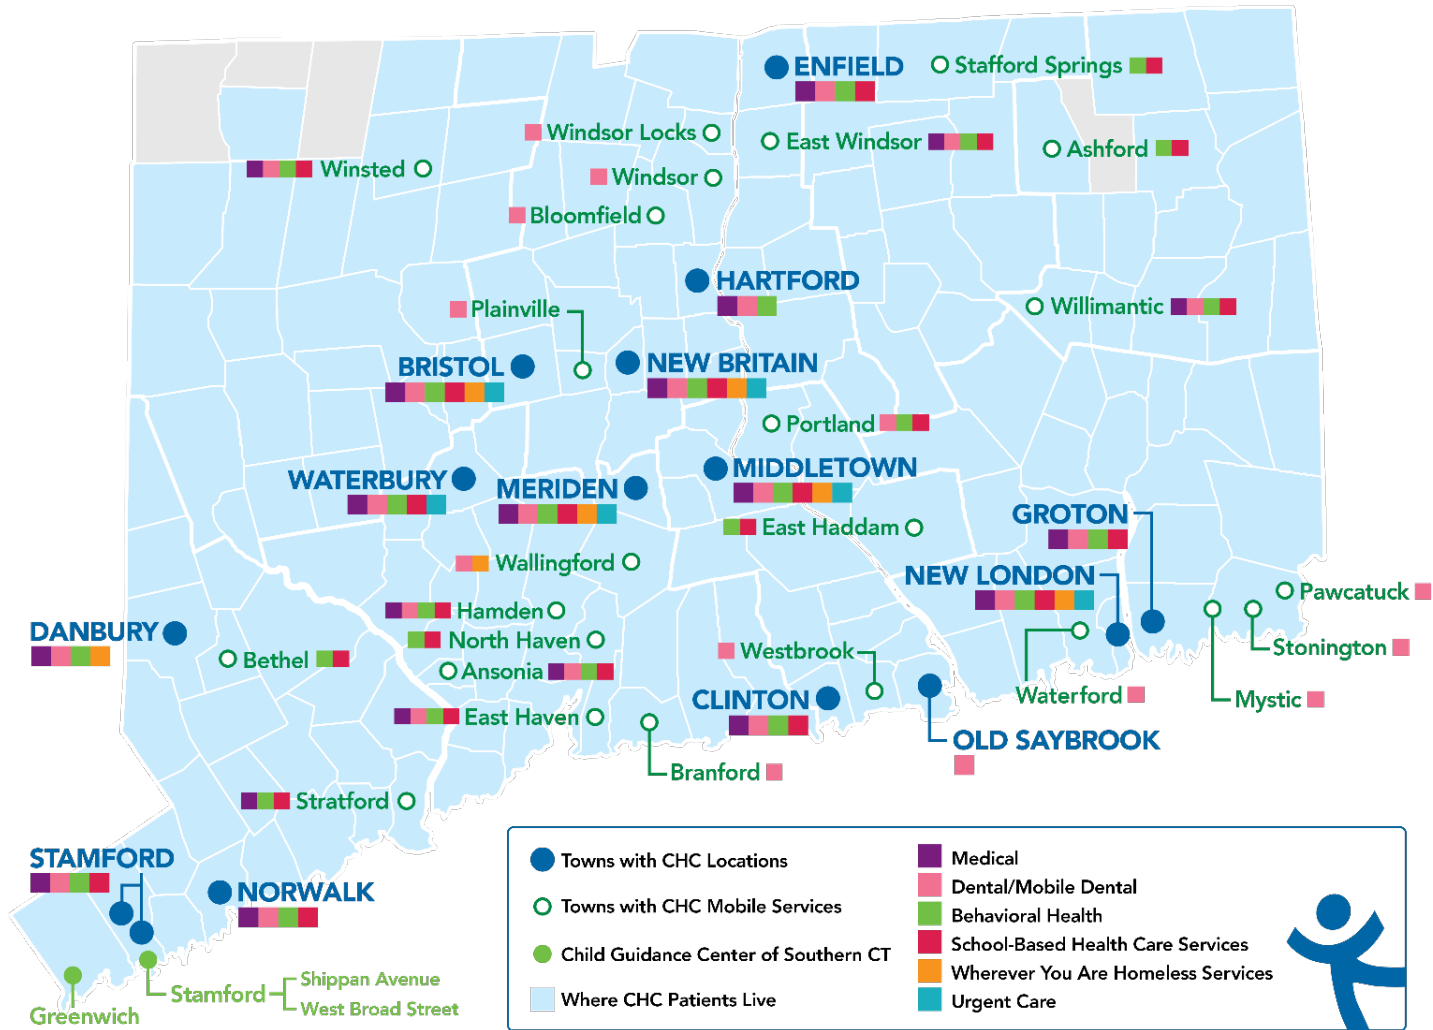 ENFIELD
Stafford Springs
Windsor Locks
East Windsor
Ashford
Winsted
Windsor
Bloomfield
HARTFORD
Plainville
Willimantic
BRISTOL
NEW BRITAIN
Portland
WATERBURY
MERIDEN
MIDDLETOWN
East Haddam
GROTON
Wallingford
NEW LONDON
Pawcatuck
Hamden
DANBURY
North Haven
Bethel
Ansonia
Westbrook
Stonington
Waterford
Mystic
CLINTON
East Haven
OLD SAYBROOK
Branford
Stratford
STAMFORD
NORWALK
Stamford
Shippan Avenue
West Broad Street
Greenwich
Towns with CHC Locations
Towns with CHC Mobile Services
Child Guidance Center of Southern CT
Where CHC Patients Live
Medical
Dental/Mobile Dental
Behavioral Health
School-Based Health Care Services
Wherever You Are Homeless Services
Urgent Care